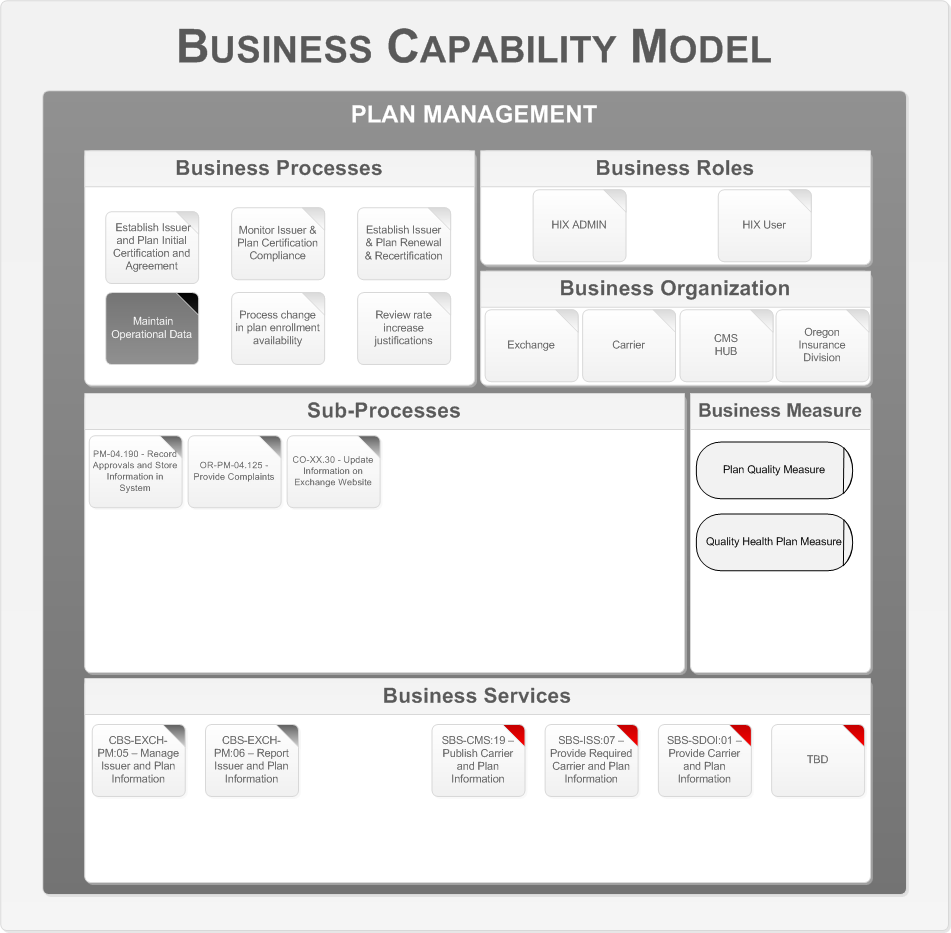 BUSINESS CAPABILITY MODEL
PLAN MANAGEMENT
Business Processes
Establish Issuer
and Plan Initial
Certification and
Agreement
Monitor Issuer &
Plan Certification
Compliance
Establish Issuer
& Plan Renewal
& Recertification
Maintain
Operational Data
Process change
in plan enrollment
availability
Review rate
increase
justifications
Business Roles
HIX ADMIN
HIX User
Business Organization
Exchange
Carrier
CMS
HUB
Oregon
Insurance
Division
Sub-Processes
PM-04.190 - Record
Approvals and Store
Information in
System
OR-PM-04.125 -
Provide Complaints
CO-XX.30 - Update
Information on
Exchange Website
Business Measure
Plan Quality Measure
Quality Health Plan Measure
Business Services
CBS-EXCH-
PM:05 – Manage
Issuer and Plan
Information
CBS-EXCH-
PM:06 – Report
Issuer and Plan
Information
SBS-CMS:19 –
Publish Carrier
and Plan
Information
SBS-ISS:07 –
Provide Required
Carrier and Plan
Information
SBS-SDOI:01 –
Provide Carrier
and Plan
Information
TBD